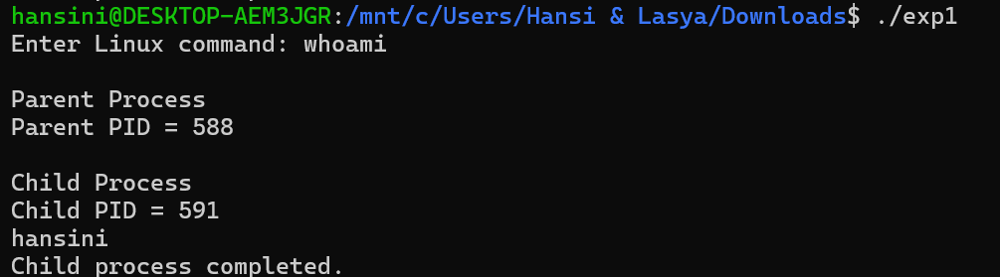 hansini@DESKTOP-AEM3JGR:/mnt/c/Users/Hansi & Lasya/Downloads$ ./exp1
Enter Linux command: whoami
Parent Process
Parent PID = 588
Child Process
Child PID = 591
hansini
Child process completed.